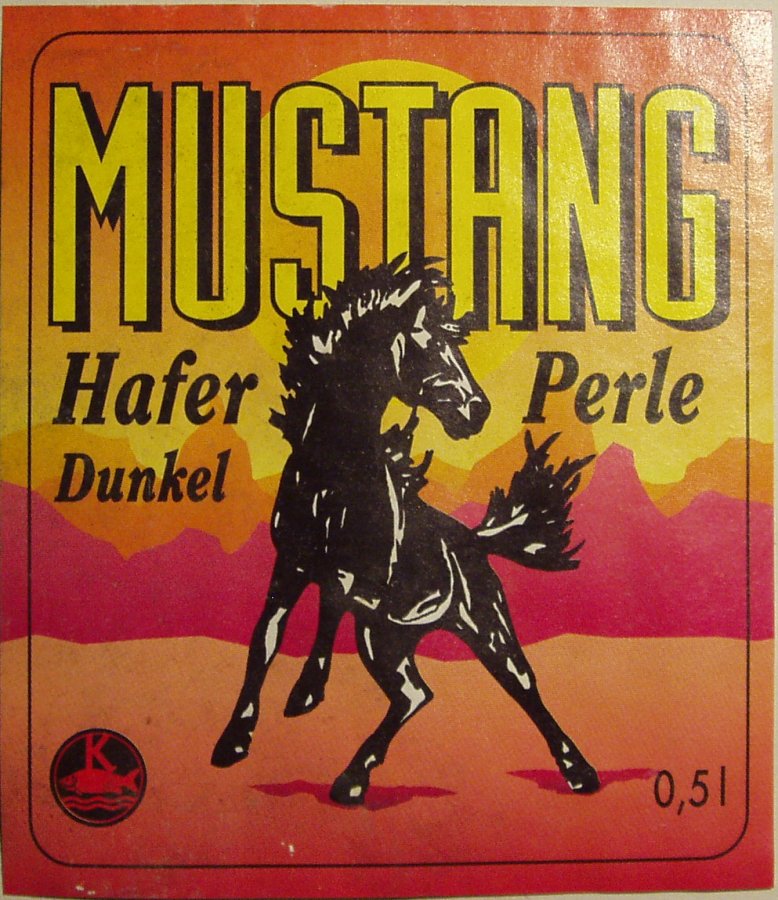 MUSTANG
Hafer Perle
Dunkel
K
0,5 l